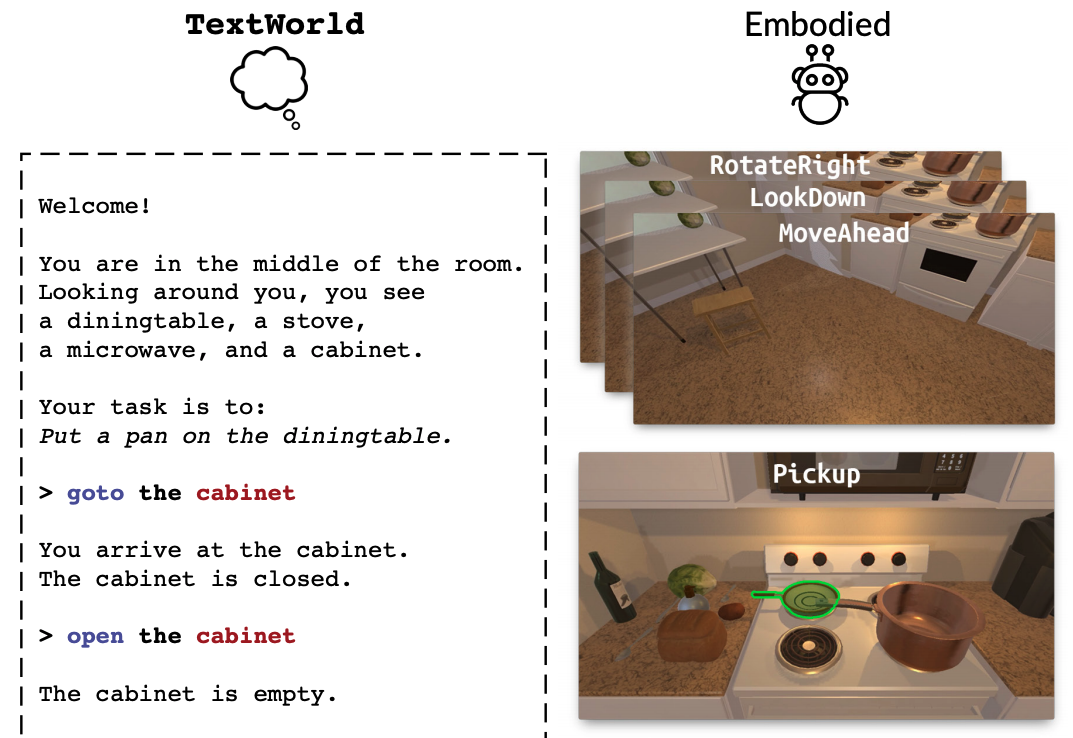 TextWorld
Welcome!
You are in the middle of the room.
Looking around you, you see
a diningtable, a stove,
a microwave, and a cabinet.
Your task is to:
Put a pan on the diningtable.
> goto the cabinet
You arrive at the cabinet.
The cabinet is closed.
> open the cabinet
The cabinet is empty.
Embodied
RotateRight
LookDown
MoveAhead
Pickup